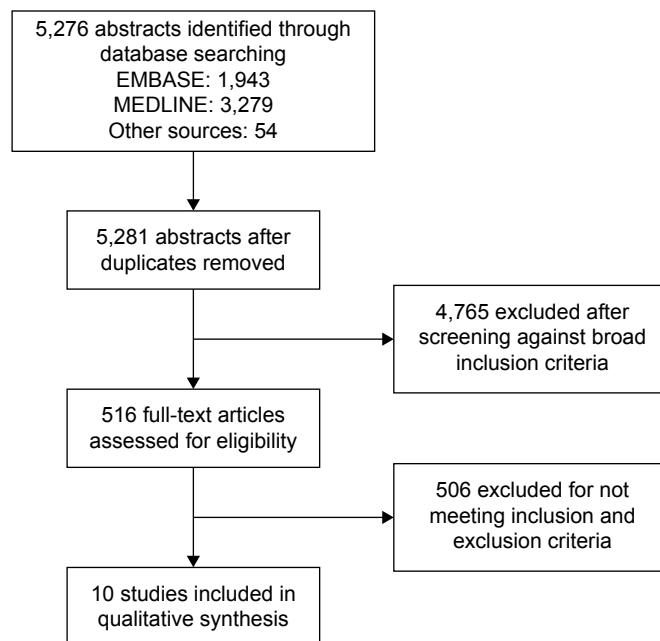 5,276 abstracts identified through
database searching
EMBASE: 1,943
MEDLINE: 3,279
Other sources: 54
5,281 abstracts after
duplicates removed
4,765 excluded after
screening against broad
inclusion criteria
516 full-text articles
assessed for eligibility
506 excluded for not
meeting inclusion and
exclusion criteria
10 studies included in
qualitative synthesis